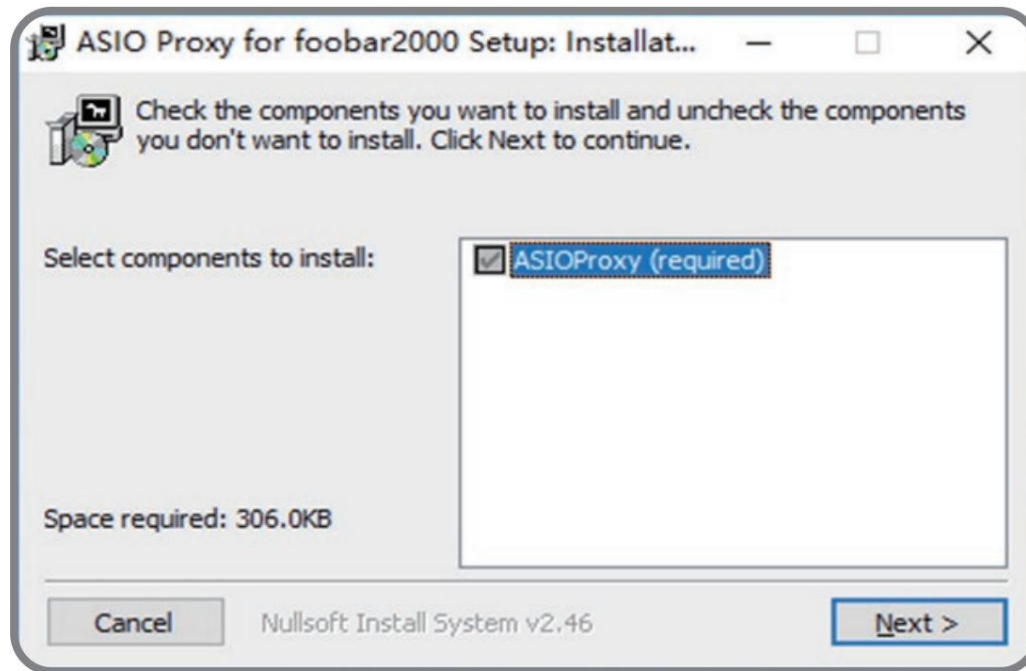 ASIO Proxy for foobar2000 Setup: Installat...
Check the components you want to install and uncheck the components
you don't want to install. Click Next to continue.
Select components to install:
ASIOProxy (required)
Space required: 306.0KB
Cancel
Nullsoft Install System v2.46
Next >